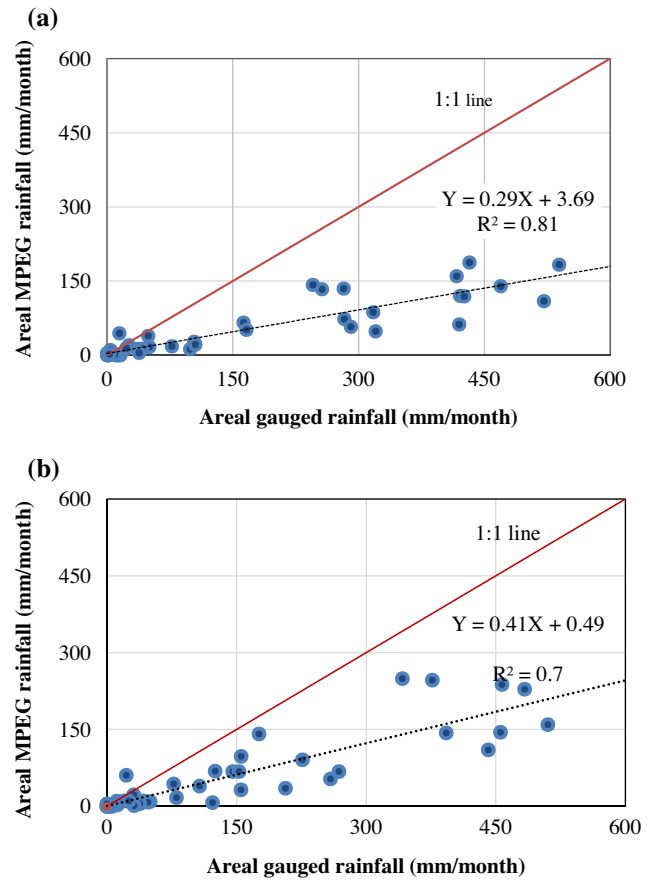 (a)
600
450
300
150
0
0 150 300 450 600
Areal MPEG rainfall (mm/month)
1:1 line
Y = 0.29X + 3.69
R² = 0.81
Areal gauged rainfall (mm/month)
(b)
600
450
300
150
0
0 150 300 450 600
Areal MPEG rainfall (mm/month)
1:1 line
Y = 0.41X + 0.49
R² = 0.7
Areal gauged rainfall (mm/month)